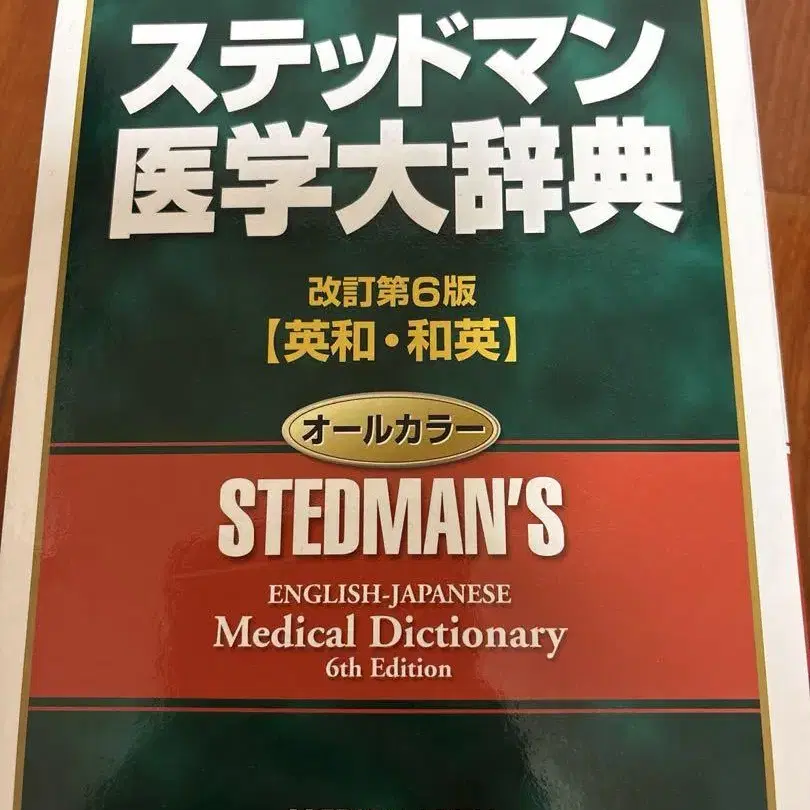 ステッドマン
医学大辞典
改訂第6版
【英和・和英】
オールカラー
STEDMAN'S
ENGLISH-JAPANESE
Medical Dictionary
6th Edition